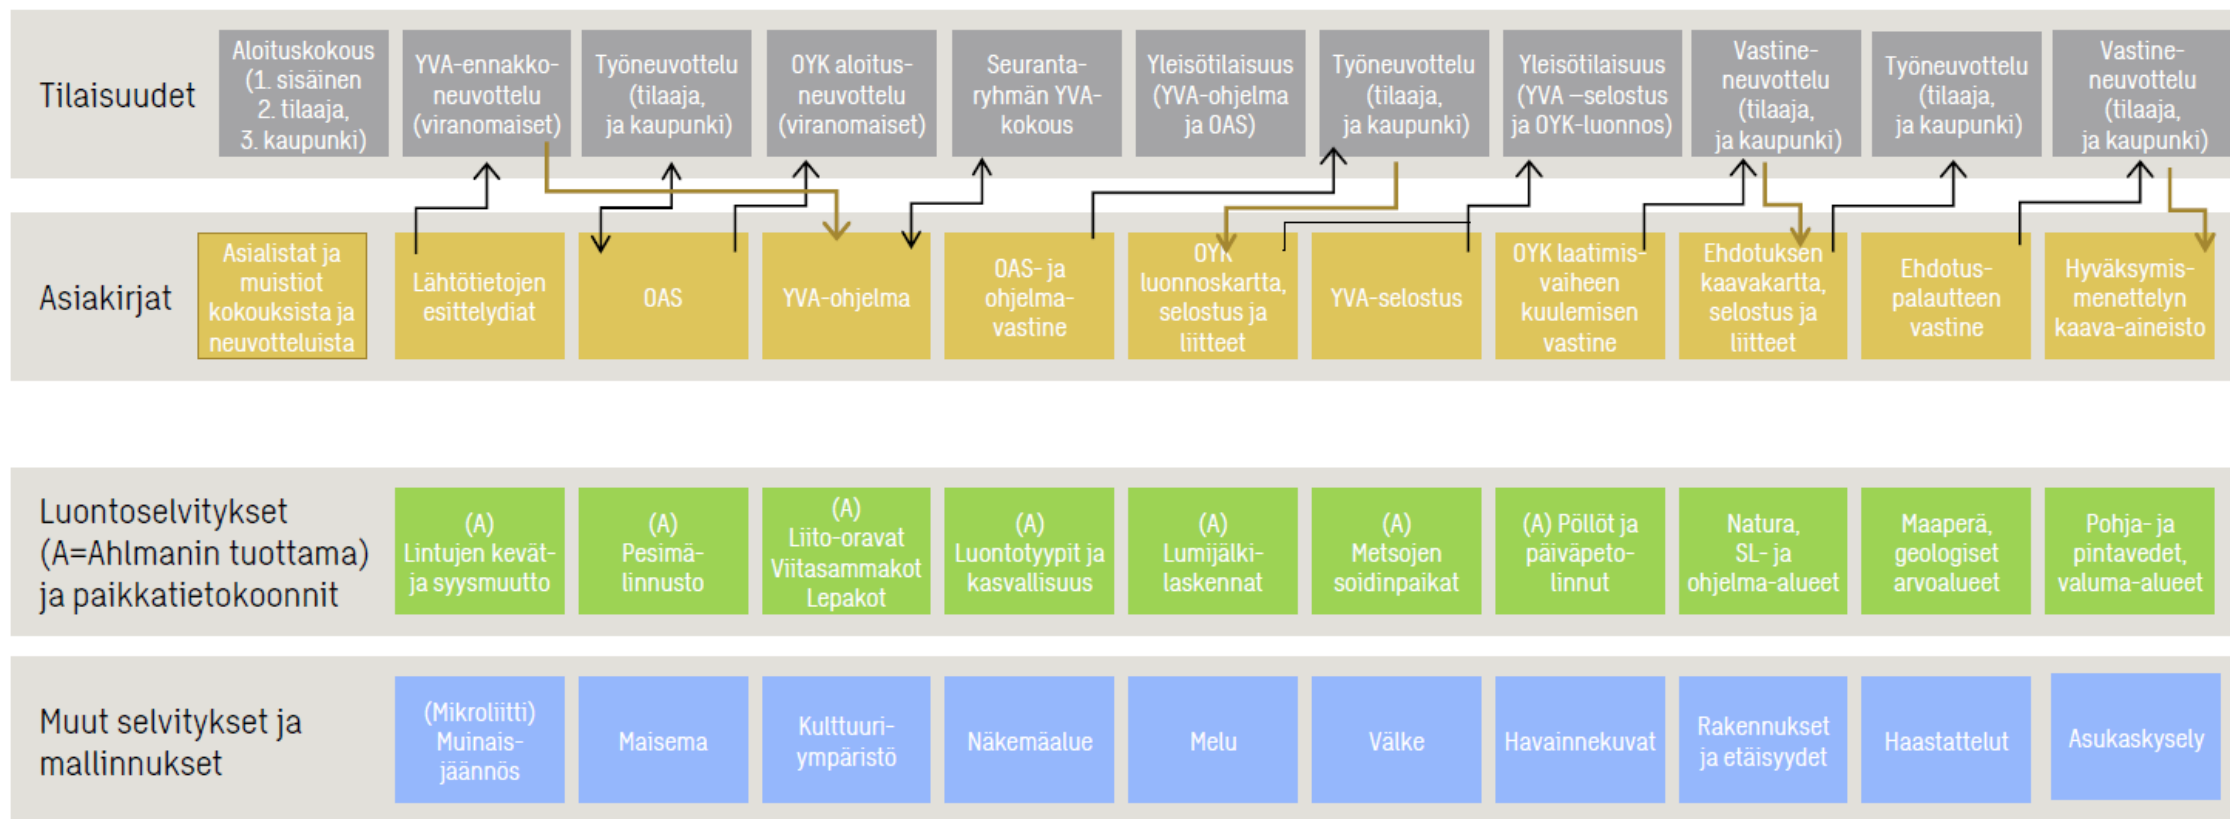 Tilaisuudet
Aloituskokous
(1. sisäinen
2. tilaaja,
3. kaupunki)
YVA-ennakko-
neuvottelu
(viranomaiset)
Työneuvottelu
(tilaaja,
ja kaupunki)
OYK aloitus-
neuvottelu
(viranomaiset)
Seuranta-
ryhmän YVA-
kokous
Yleisötilaisuus
(YVA-ohjelma
ja OAS)
Työneuvottelu
(tilaaja,
ja kaupunki)
Yleisötilaisuus
(YVA –selostus
ja OYK-luonnos)
Vastine-
neuvottelu
(tilaaja,
ja kaupunki)
Työneuvottelu
(tilaaja,
ja kaupunki)
Vastine-
neuvottelu
(tilaaja,
ja kaupunki)
Asiakirjat
Asialistat ja
muistiot
kokouksista ja
neuvotteluista
Lähtötietojen
esittelydiat
OAS
YVA-ohjelma
OAS- ja
ohjelma-
vastine
OYK
luonnoskartta,
selostus ja
liitteet
YVA-selostus
OYK laatimis-
vaiheen
kuulemisen
vastine
Ehdotuksen
kaavakartta,
selostus ja
liitteet
Ehdotus-
palautteen
vastine
Hyväksymis-
menettelyn
kaava-aineisto
Luontoselvitykset
(A=Ahlmanin tuottama)
ja paikkatietokoonnit
(A)
Lintujen kevät-
ja syysmuutto
(A)
Pesimä-
linnusto
(A)
Liito-oravat
Viitasammakot
Lepakot
(A)
Luontotyypit ja
kasvallisuus
(A)
Lumijälki-
laskennat
(A)
Metsojen
soidinpaikat
(A) Pöllöt ja
päiväpeto-
linnut
Natura,
SL- ja
ohjelma-alueet
Maaperä,
geologiset
arvoalueet
Pohja- ja
pintavedet,
valuma-alueet
Muut selvitykset ja
mallinnukset
(Mikroliitti)
Muinais-
jäännös
Maisema
Kulttuuri-
ympäristö
Näkemäalue
Melu
Välke
Havainnekuvat
Rakennukset
ja etäisyydet
Haastattelut
Asukaskysely